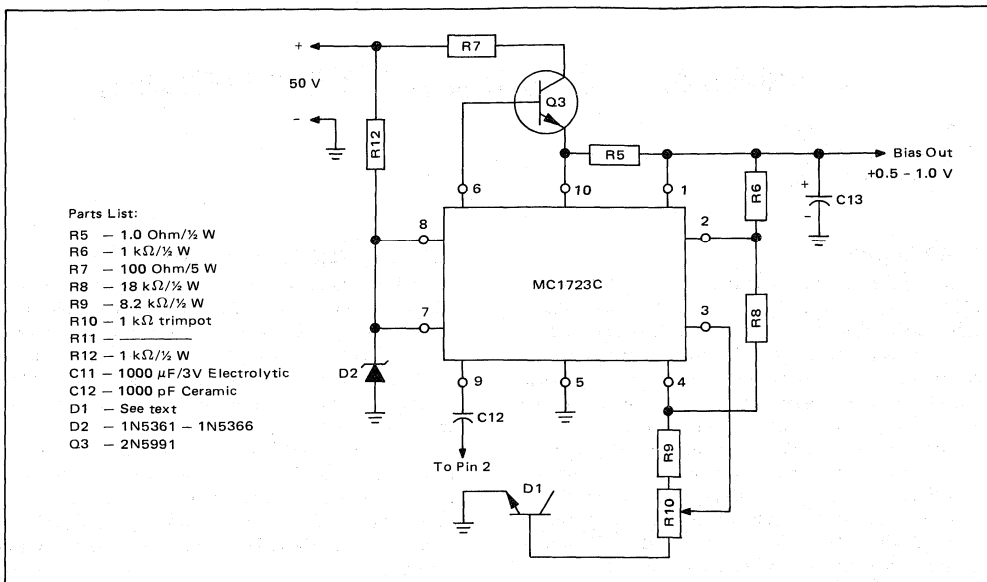 +
R7
50 V
Q3
-
R12
R5
Bias Out
+0.5 – 1.0 V
6
10
1
R6
+
C13
-
Parts List:
R5 – 1.0 Ohm/½ W
R6 – 1 kΩ/½ W
R7 – 100 Ohm/5 W
R8 – 18 kΩ/½ W
R9 – 8.2 kΩ/½ W
R10 – 1 kΩ trimpot
R11 –
R12 – 1 kΩ/½ W
C11 – 1000 μF/3V Electrolytic
C12 – 1000 pF Ceramic
D1 – See text
D2 – 1N5361 – 1N5366
Q3 – 2N5991
8
2
MC1723C
7
3
R8
D2
9
5
4
C12
To Pin 2
R9
D1
R10